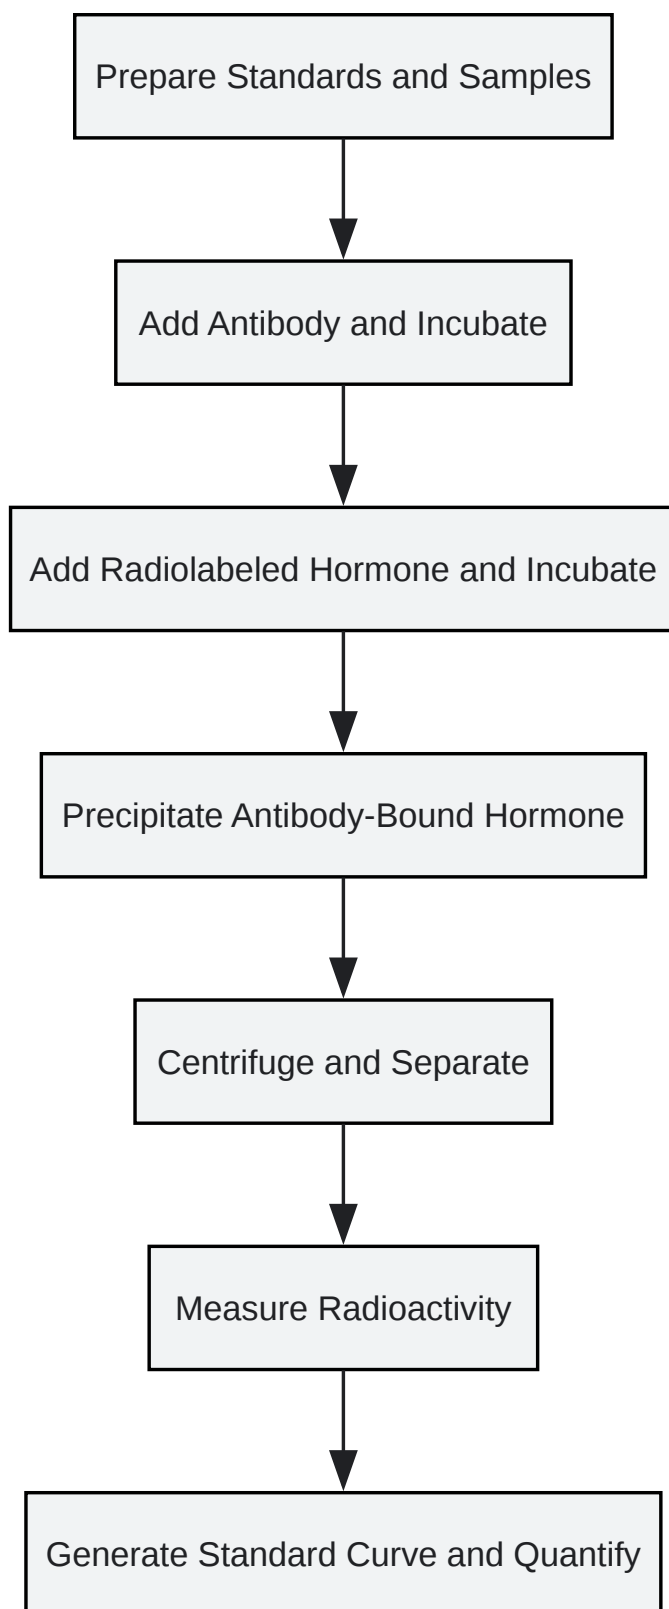 Prepare Standards and Samples
Add Antibody and Incubate
Add Radiolabeled Hormone and Incubate
Precipitate Antibody-Bound Hormone
Centrifuge and Separate
Measure Radioactivity
Generate Standard Curve and Quantify